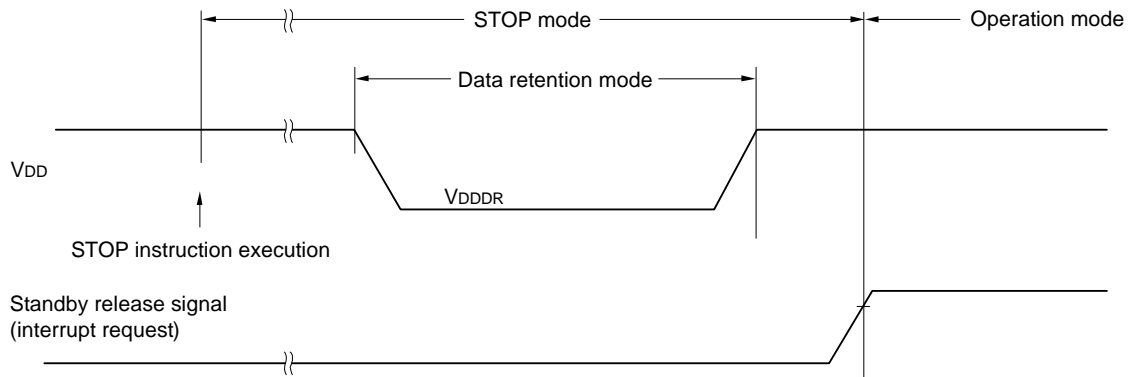 STOP mode
Operation mode
Data retention mode
VDD
VDDDR
STOP instruction execution
Standby release signal
(interrupt request)